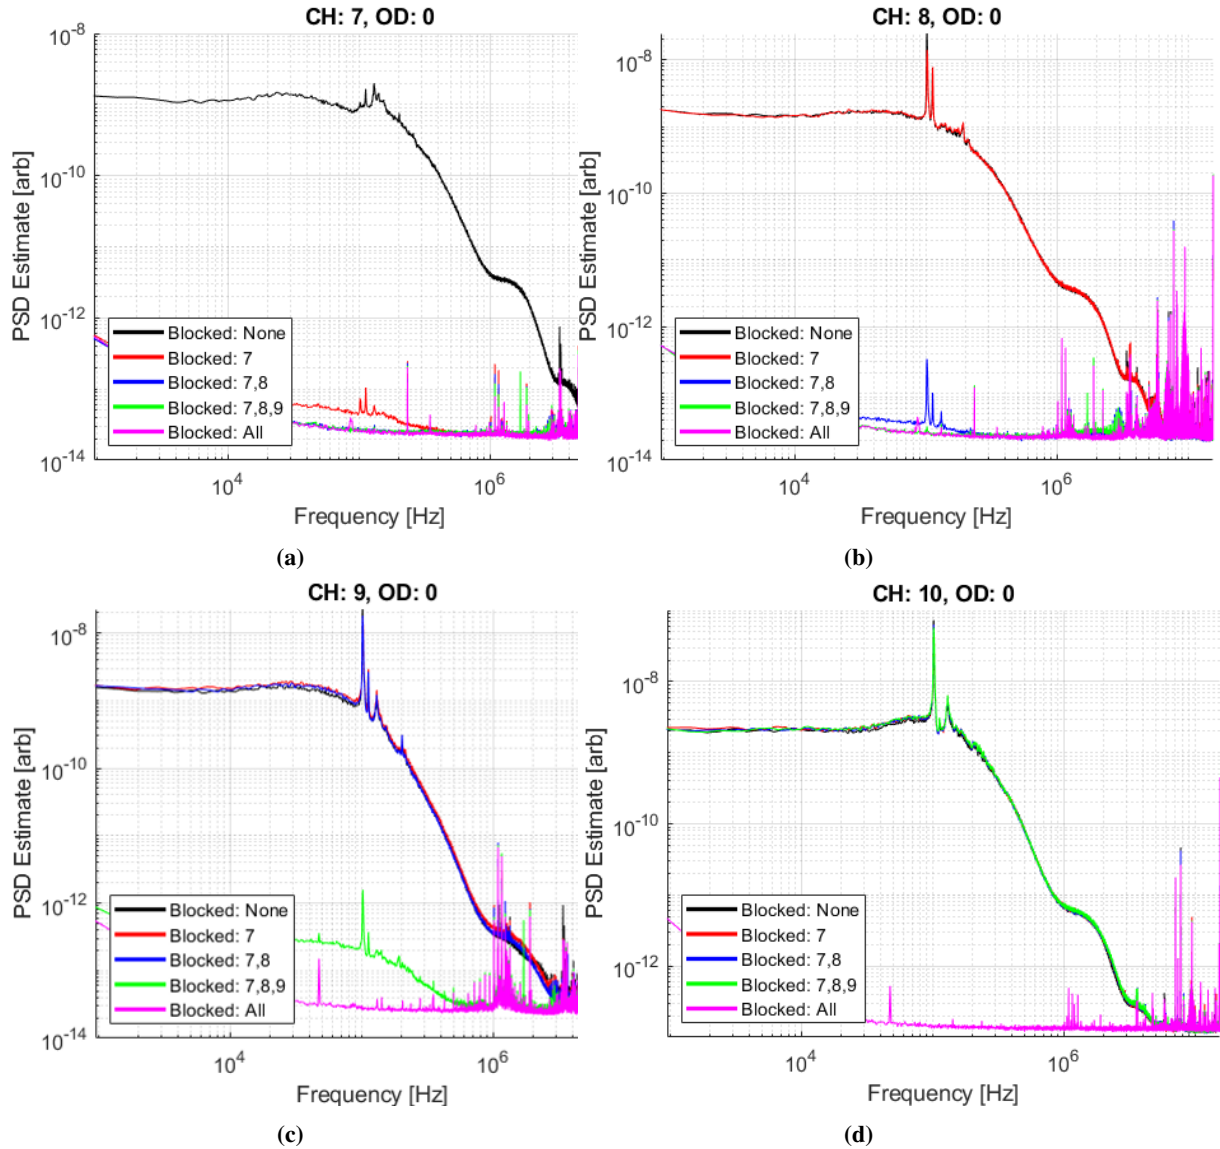 CH: 7, OD: 0
PSD Estimate [arb]
10^-8
10^-10
10^-12
10^-14
Blocked: None
Blocked: 7
Blocked: 7,8
Blocked: 7,8,9
Blocked: All
10^4
10^6
Frequency [Hz]
(a)
CH: 8, OD: 0
PSD Estimate [arb]
10^-8
10^-10
10^-12
10^-14
Blocked: None
Blocked: 7
Blocked: 7,8
Blocked: 7,8,9
Blocked: All
10^4
10^6
Frequency [Hz]
(b)
CH: 9, OD: 0
PSD Estimate [arb]
10^-8
10^-10
10^-12
10^-14
Blocked: None
Blocked: 7
Blocked: 7,8
Blocked: 7,8,9
Blocked: All
10^4
10^6
Frequency [Hz]
(c)
CH: 10, OD: 0
PSD Estimate [arb]
10^-8
10^-10
10^-12
Blocked: None
Blocked: 7
Blocked: 7,8
Blocked: 7,8,9
Blocked: All
10^4
10^6
Frequency [Hz]
(d)